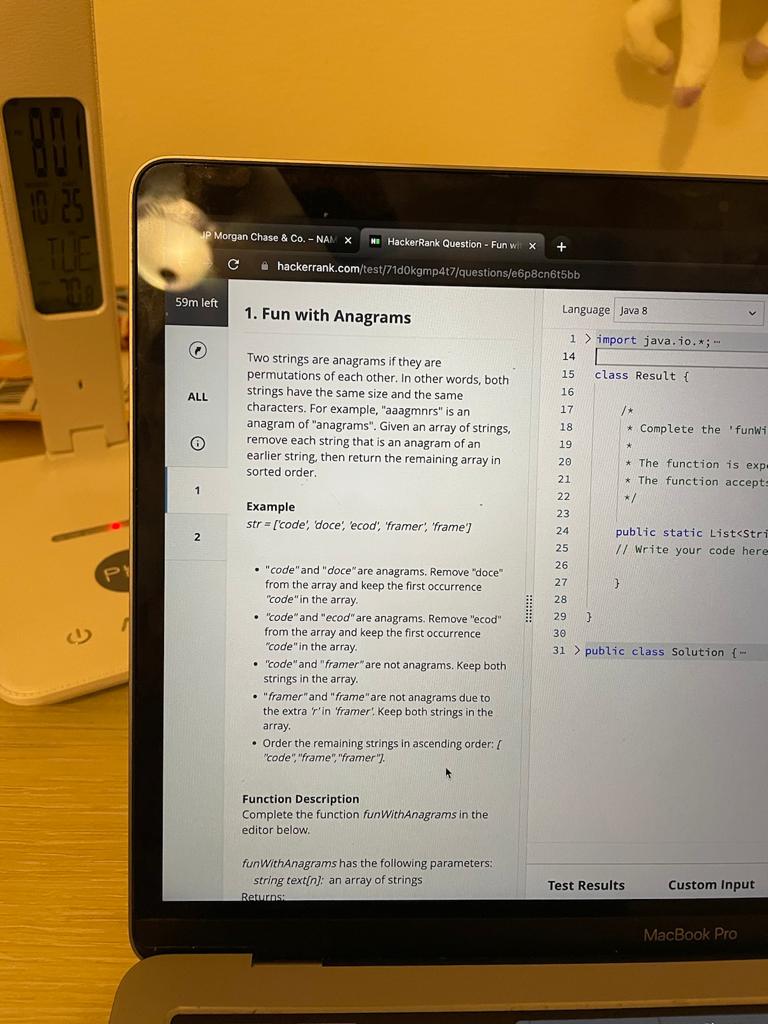 801
10 25
TUE
JP Morgan Chase & Co. – NAM
HackerRank Question - Fun wit
hackerrank.com/test/71d0kgmp4t7/questions/e6p8cn6t5bb
59m left
ALL
1
2
1. Fun with Anagrams
Two strings are anagrams if they are
permutations of each other. In other words, both
strings have the same size and the same
characters. For example, "aaagmnrs" is an
anagram of "anagrams". Given an array of strings,
remove each string that is an anagram of an
earlier string, then return the remaining array in
sorted order.
Example
str = ['code', 'doce', 'ecod', 'framer', 'frame']
• "code" and "doce" are anagrams. Remove "doce"
from the array and keep the first occurrence
"code" in the array.
• "code" and "ecod" are anagrams. Remove "ecod"
from the array and keep the first occurrence
"code" in the array.
• "code" and "framer" are not anagrams. Keep both
strings in the array.
• "framer" and "frame" are not anagrams due to
the extra 'r' in 'framer'. Keep both strings in the
array.
• Order the remaining strings in ascending order: [
"code","frame","framer"].
Function Description
Complete the function funWithAnagrams in the
editor below.
funWithAnagrams has the following parameters:
string text[n]: an array of strings
Returns:
Language Java 8
1 > import java.io.*;⋯
14
15 class Result {
16
17 /*
18 * Complete the 'funWi
19 *
20 * The function is exp
21 * The function accepts
22 */
23
24 public static List<Stri
25 // Write your code here
26
27 }
28
29 }
30
31 > public class Solution {⋯
Test Results Custom Input
MacBook Pro